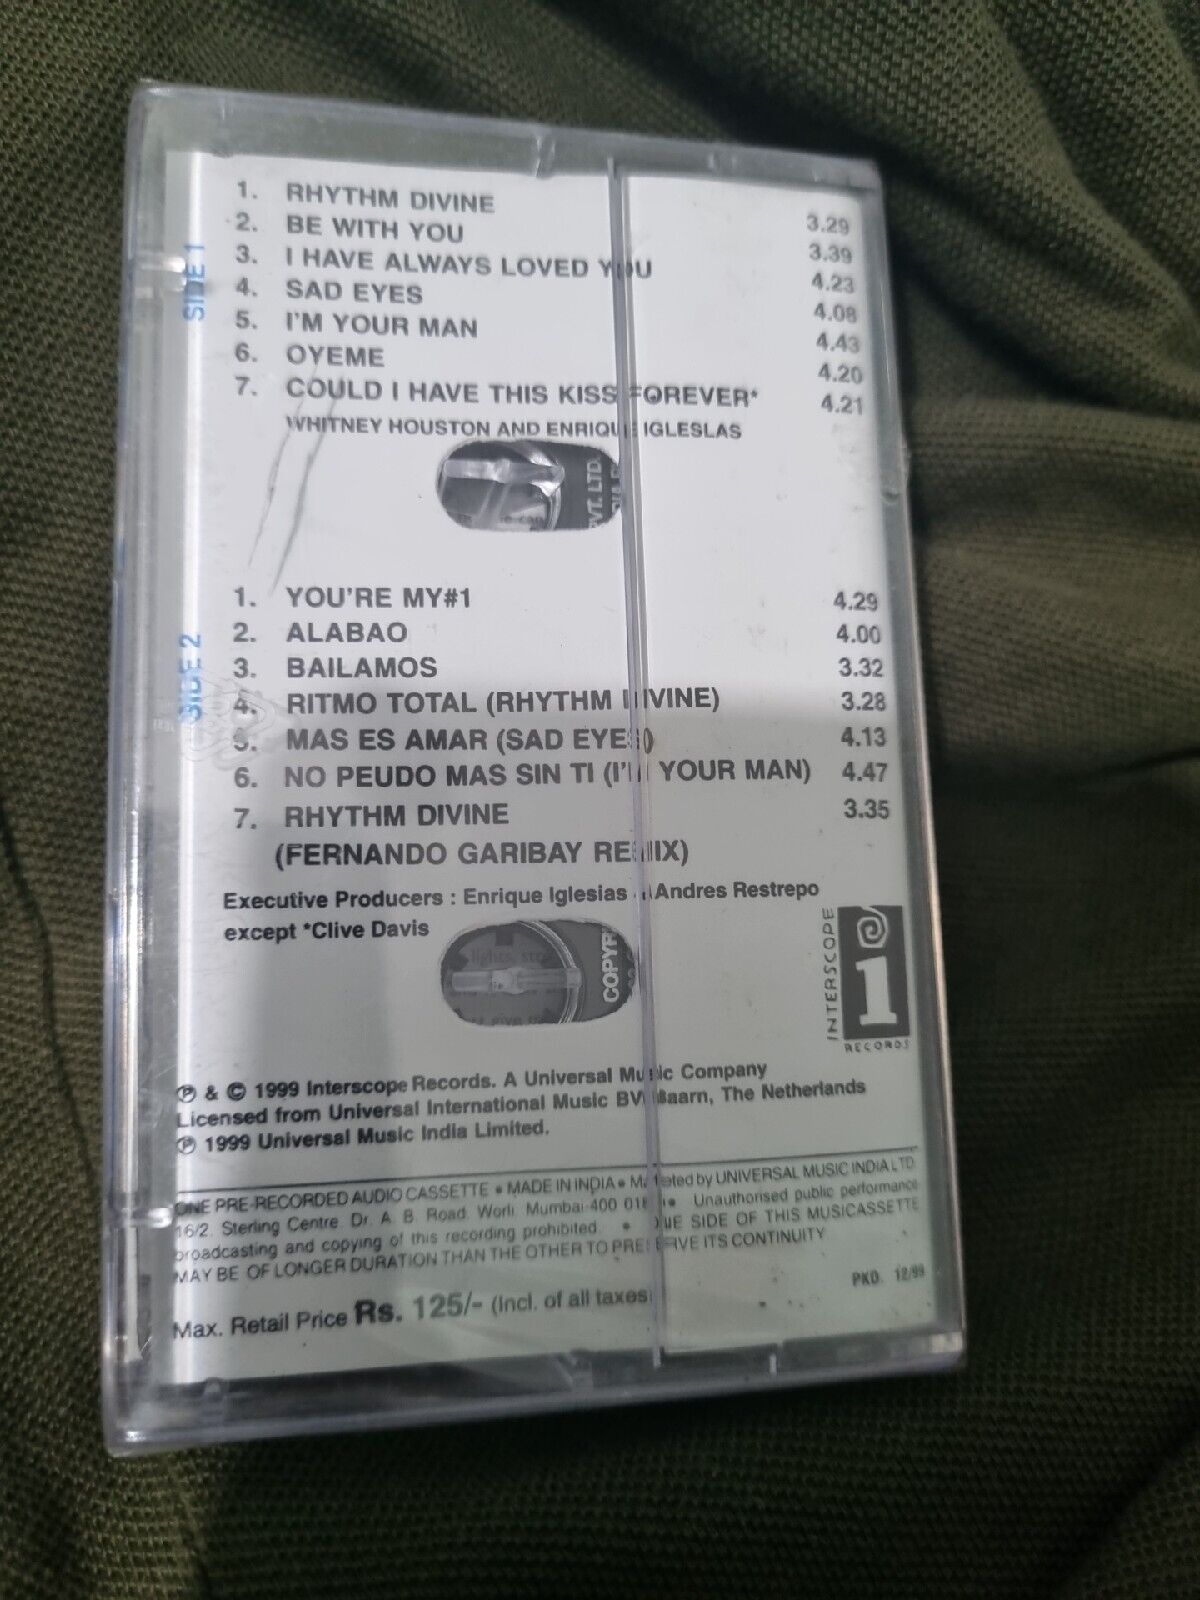 SIDE 1
1. RHYTHM DIVINE 3.29
2. BE WITH YOU 3.39
3. I HAVE ALWAYS LOVED YOU 4.23
4. SAD EYES 4.08
5. I'M YOUR MAN 4.43
6. OYEME 4.20
7. COULD I HAVE THIS KISS FOREVER* 4.21
WHITNEY HOUSTON AND ENRIQUE IGLESLAS
PVT. LTD.
SIDE 2
1. YOU'RE MY#1 4.29
2. ALABAO 4.00
3. BAILAMOS 3.32
4. RITMO TOTAL (RHYTHM DIVINE) 3.28
5. MAS ES AMAR (SAD EYES) 4.13
6. NO PEUDO MAS SIN TI (I'M YOUR MAN) 4.47
7. RHYTHM DIVINE 3.35
(FERNANDO GARIBAY REMIX)
Executive Producers : Enrique Iglesias Andres Restrepo
except *Clive Davis
lights
COPYR
INTERSCOPE
i
RECORDS
℗ & © 1999 Interscope Records. A Universal Music Company
Licensed from Universal International Music BV Baarn, The Netherlands
℗ 1999 Universal Music India Limited.
ONE PRE-RECORDED AUDIO CASSETTE • MADE IN INDIA • Marketed by UNIVERSAL MUSIC INDIA LTD.
16/2. Sterling Centre. Dr. A. B. Road. Worli. Mumbai-400 018 • Unauthorised public performance
broadcasting and copying of this recording prohibited. • ONE SIDE OF THIS MUSICASSETTE
MAY BE OF LONGER DURATION THAN THE OTHER TO PRESERVE ITS CONTINUITY
PKD. 12/99
Max. Retail Price Rs. 125/- (Incl. of all taxes)